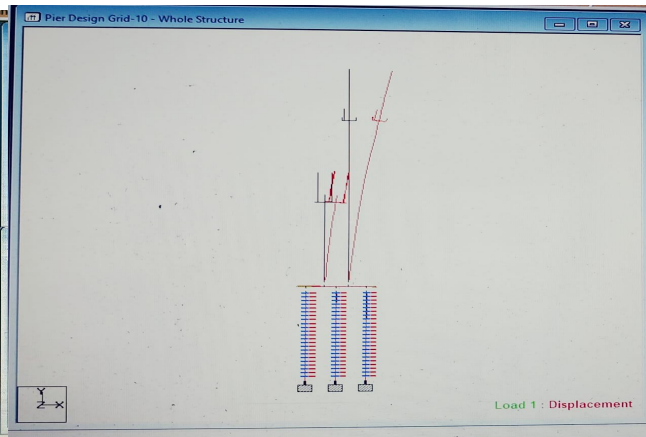 Pier Design Grid-10 - Whole Structure
Y
Z X
Load 1 : Displacement